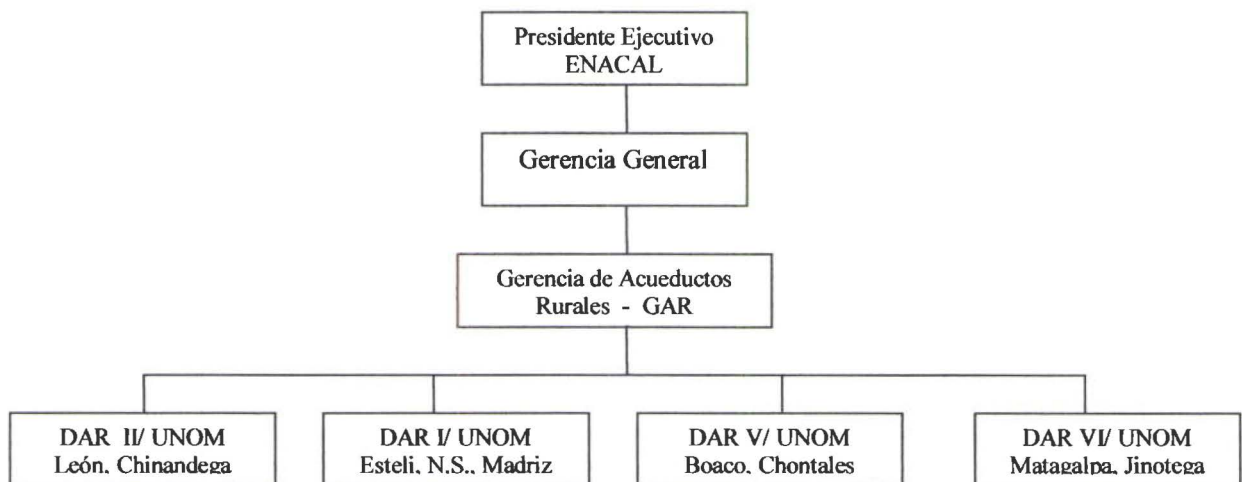 Presidente Ejecutivo
ENACAL
Gerencia General
Gerencia de Acueductos
Rurales - GAR
DAR II/ UNOM
León, Chinandega
DAR I/ UNOM
Esteli, N.S., Madriz
DAR V/ UNOM
Boaco, Chontales
DAR VI/ UNOM
Matagalpa, Jinotega